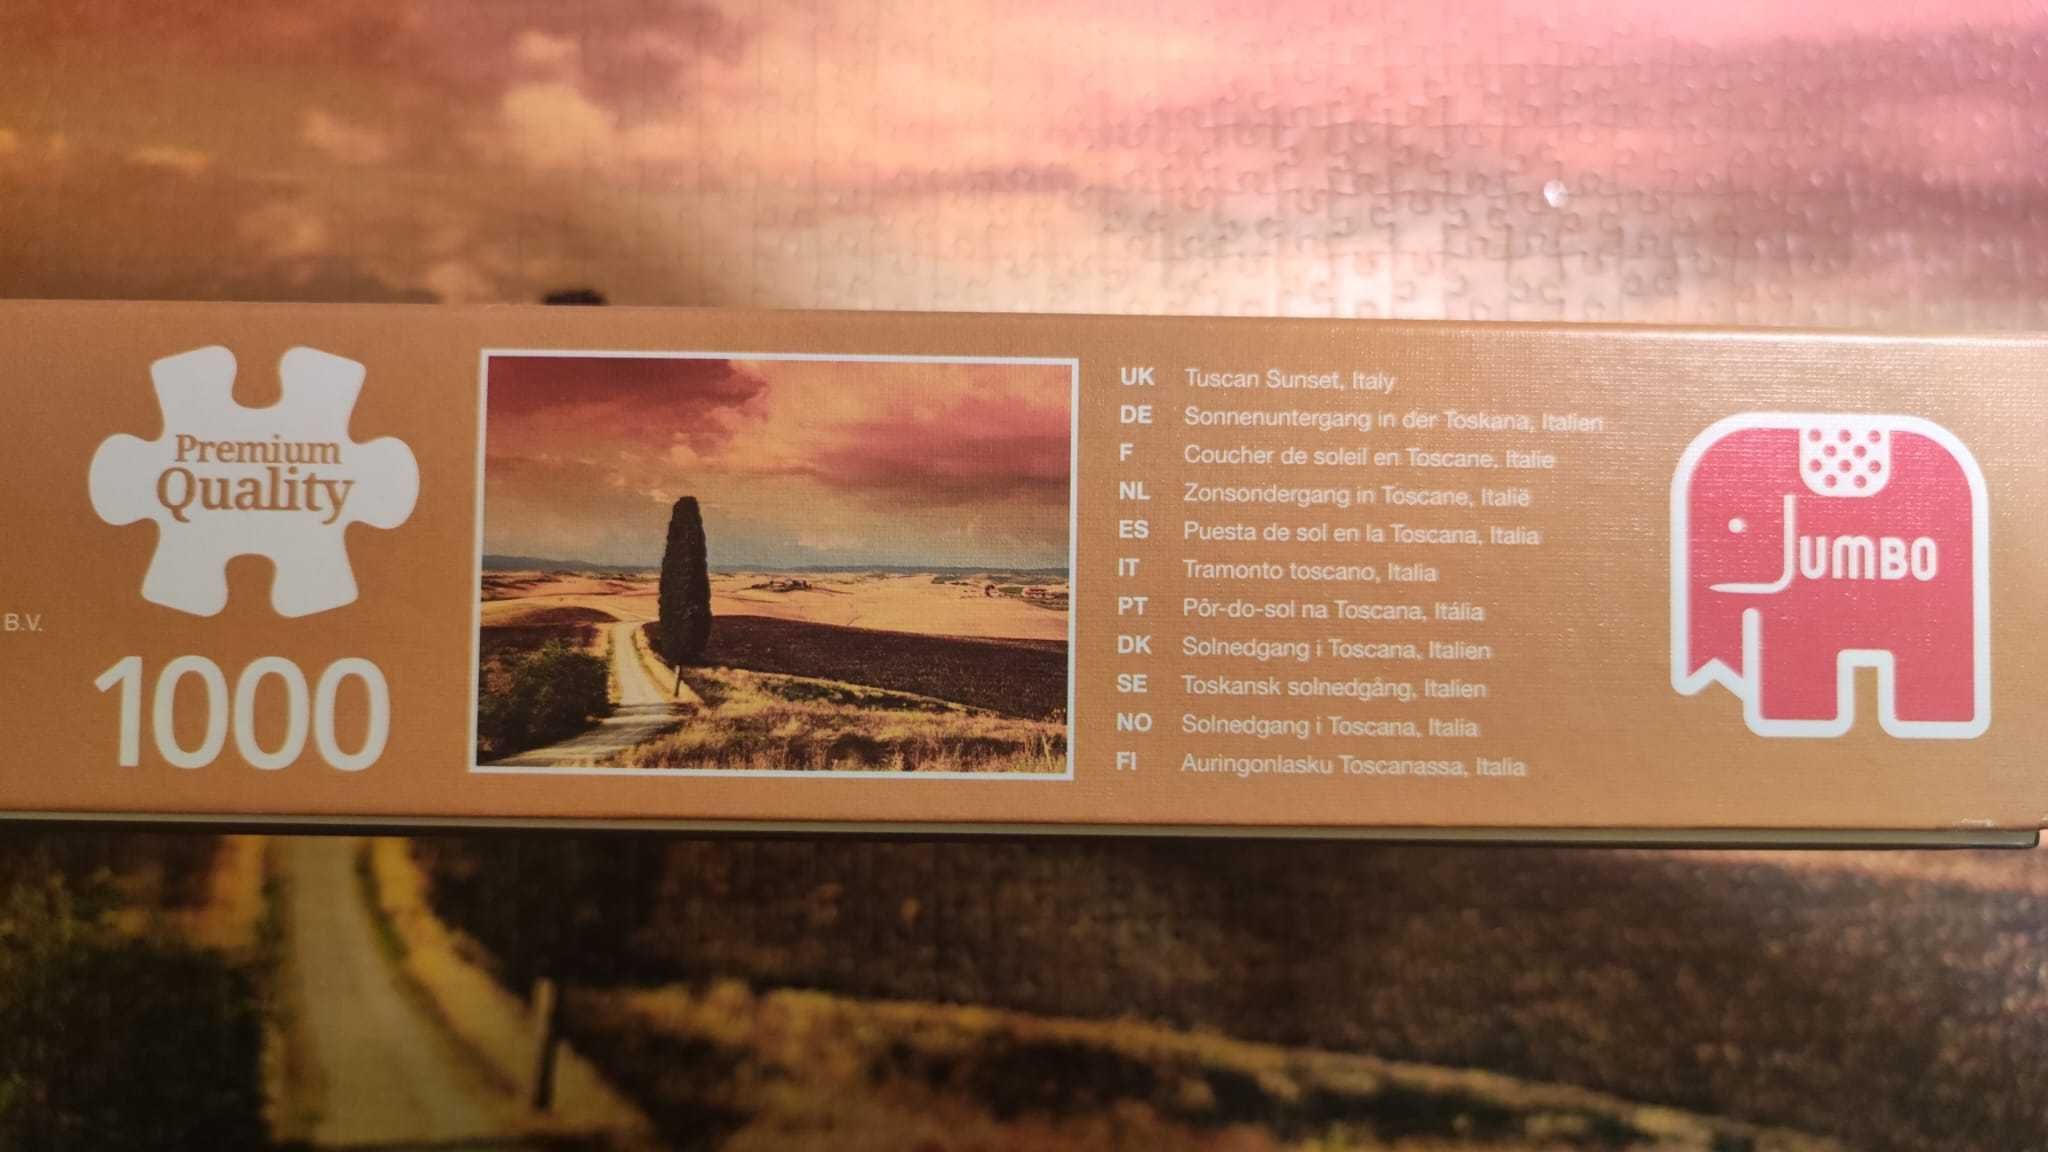 B.V.
Premium
Quality
1000
UK Tuscan Sunset, Italy
DE Sonnenuntergang in der Toskana, Italien
F Coucher de soleil en Toscane, Italie
NL Zonsondergang in Toscane, Italië
ES Puesta de sol en la Toscana, Italia
IT Tramonto toscano, Italia
PT Pôr-do-sol na Toscana, Itália
DK Solnedgang i Toscana, Italien
SE Toskansk solnedgång, Italien
NO Solnedgang i Toscana, Italia
FI Auringonlasku Toscanassa, Italia
JUMBO